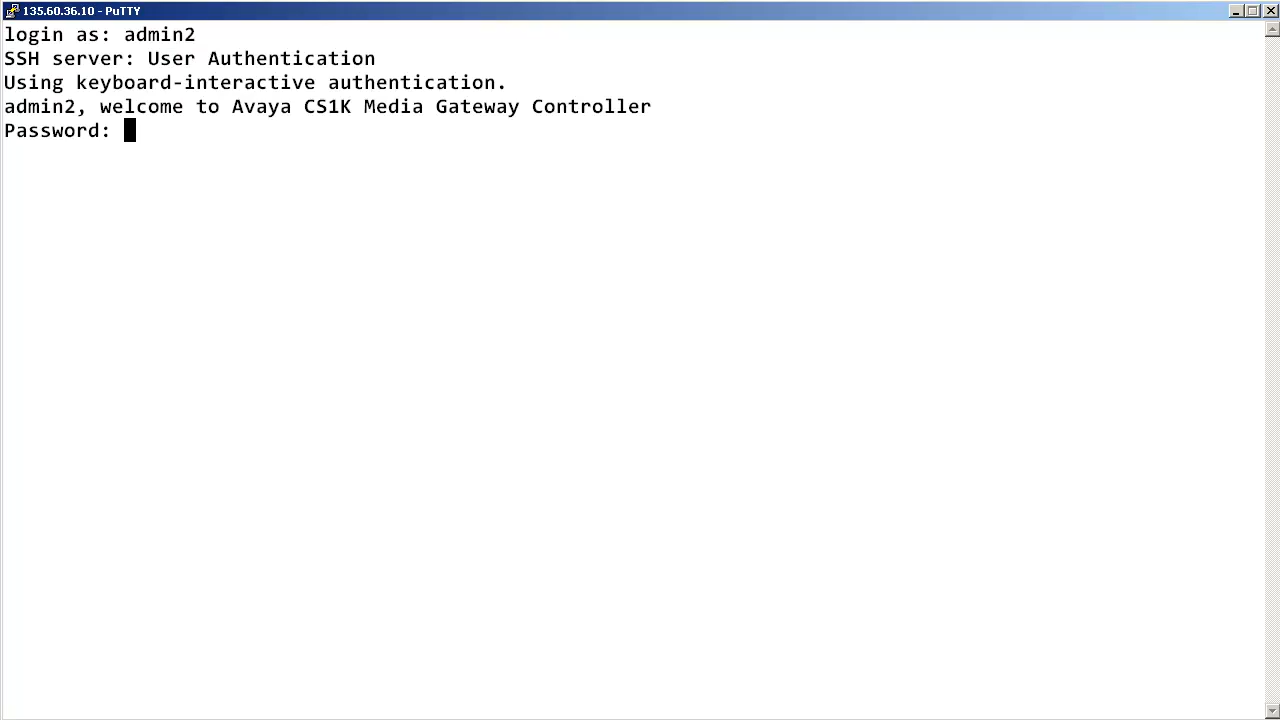 135.60.36.10 - PuTTY
login as: admin2
SSH server: User Authentication
Using keyboard-interactive authentication.
admin2, welcome to Avaya CS1K Media Gateway Controller
Password: